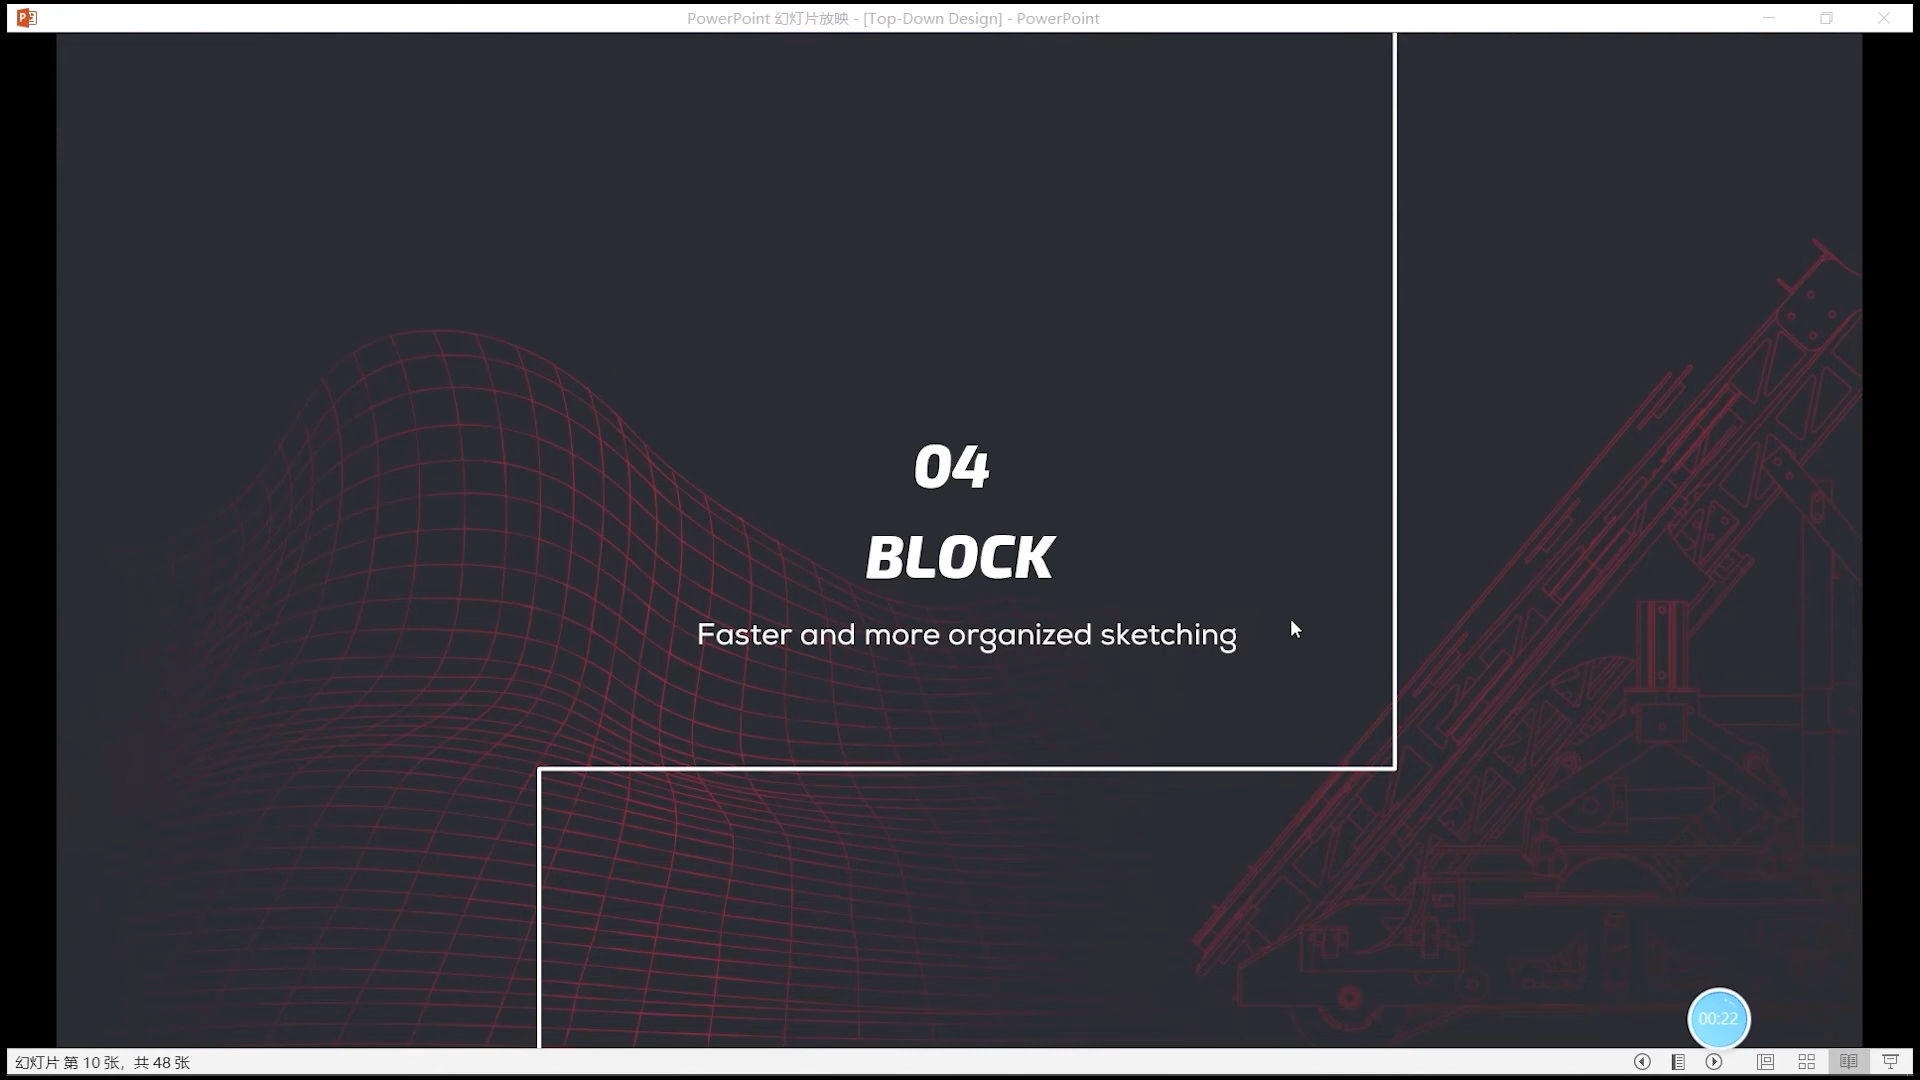 PowerPoint 幻灯片放映 - [Top-Down Design] - PowerPoint
04
BLOCK
Faster and more organized sketching
00:22
幻灯片 第 10 张，共 48 张